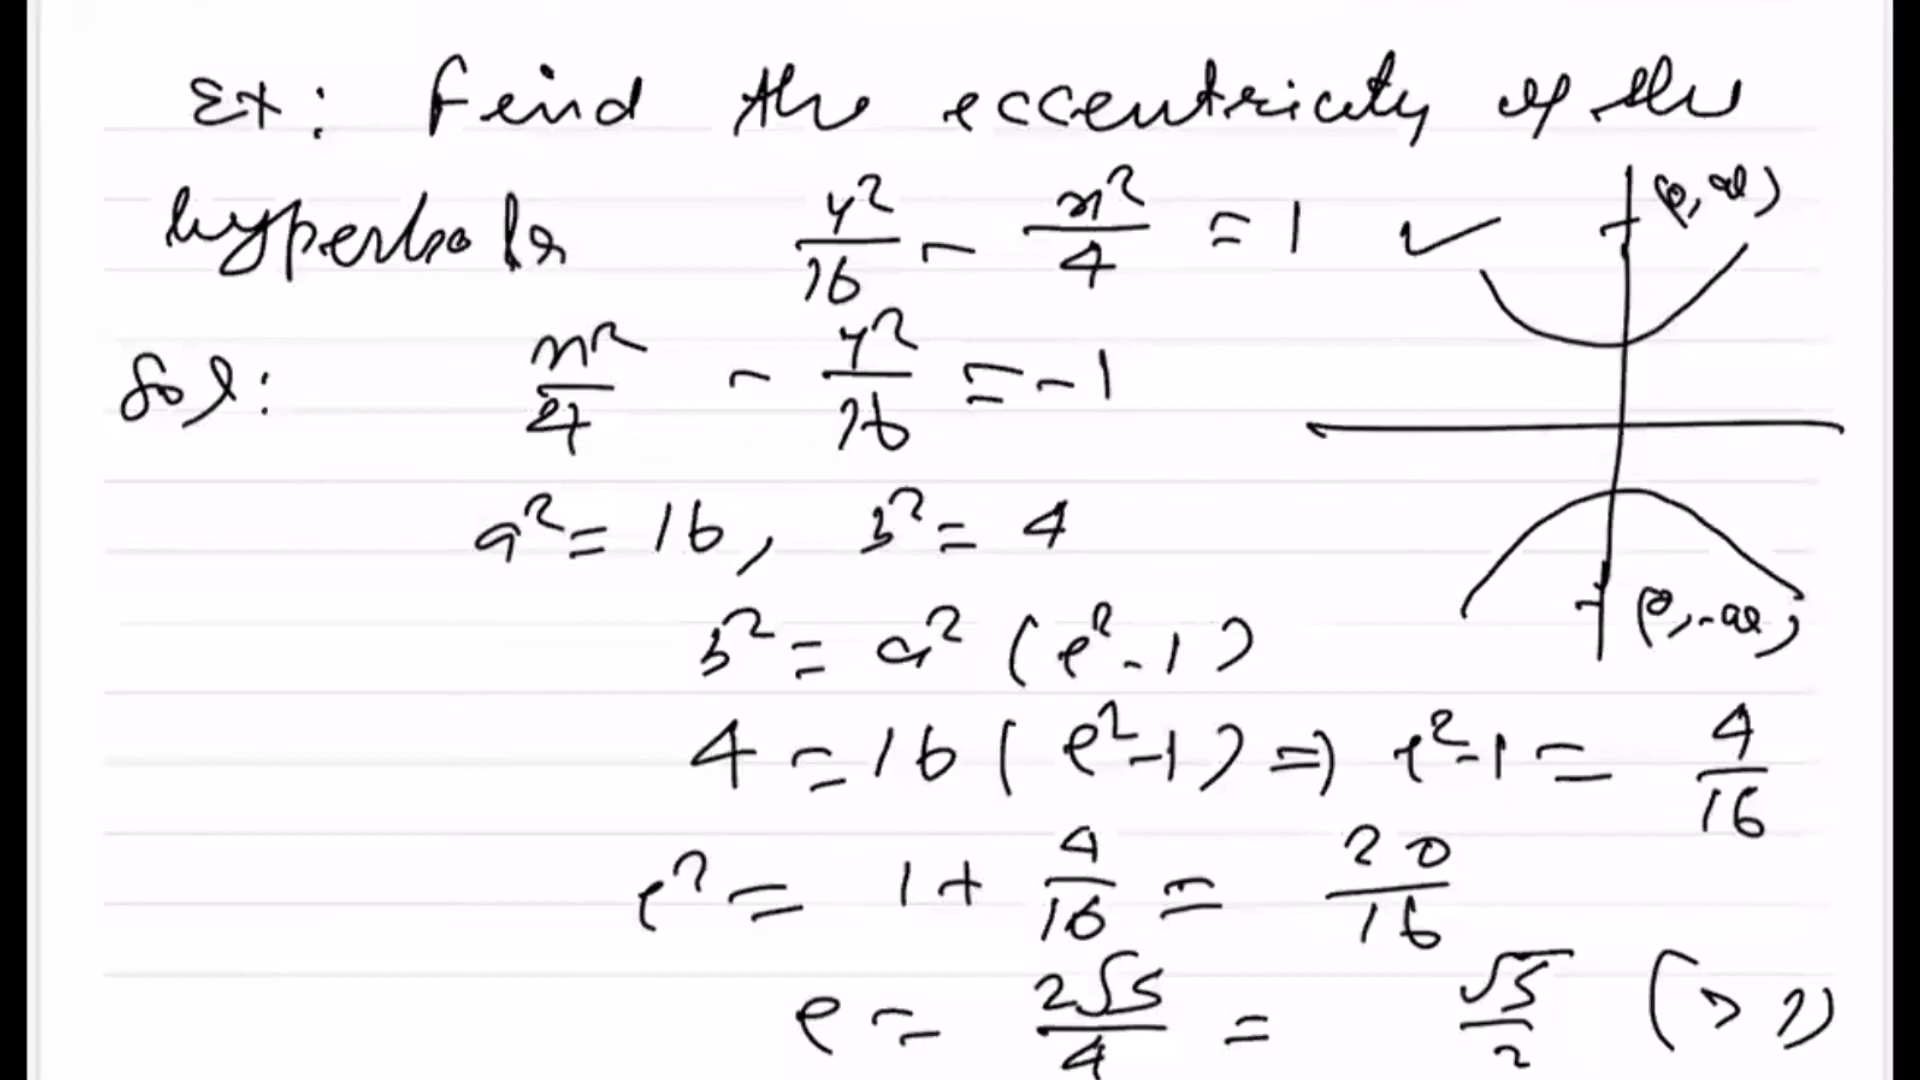 Ex: Find the eccentricity of the
hyperbola y²/16 - x²/4 = 1 ✓
(0, ae)
Sol: x²/4 - y²/16 = -1
a² = 16, b² = 4
(0, -ae)
b² = a² (e² - 1)
4 = 16 (e² - 1) ⇒ e² - 1 = 4/16
e² = 1 + 4/16 = 20/16
e = 2√5/4 = √5/2